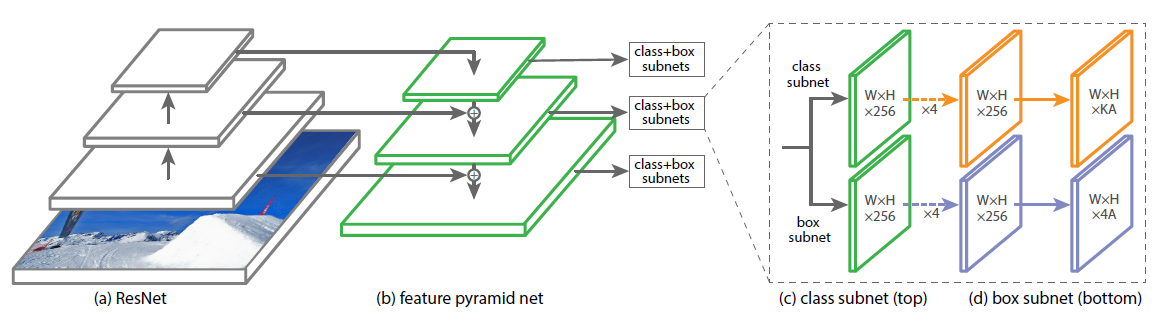 class+box
subnets
class+box
subnets
class+box
subnets
class
subnet
W×H
×256
×4
W×H
×256
W×H
×KA
box
subnet
W×H
×256
×4
W×H
×256
W×H
×4A
(a) ResNet
(b) feature pyramid net
(c) class subnet (top)
(d) box subnet (bottom)